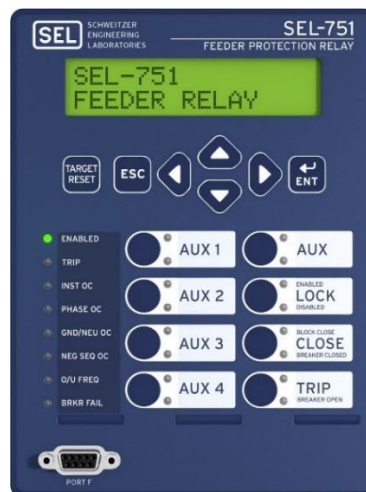 SEL SCHWEITZER ENGINEERING LABORATORIES
SEL-751
FEEDER PROTECTION RELAY
SEL-751
FEEDER RELAY
TARGET RESET
ESC
ENT
ENABLED
TRIP
INST OC
PHASE OC
GND/NEU OC
NEG SEQ OC
O/U FREQ
BRKR FAIL
AUX 1
AUX
AUX 2
ENABLED
LOCK
DISABLED
AUX 3
BLOCK CLOSE
CLOSE
BREAKER CLOSED
AUX 4
TRIP
BREAKER OPEN
PORT F